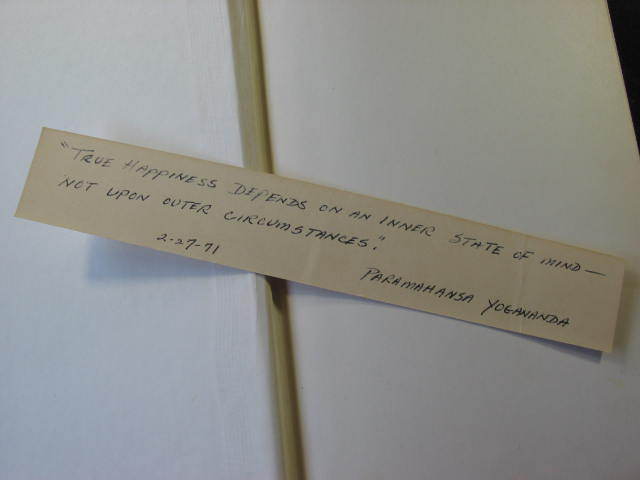 "TRUE HAPPINESS DEPENDS ON AN INNER STATE OF MIND—
NOT UPON OUTER CIRCUMSTANCES."
2-27-71
PARAMAHANSA YOGANANDA